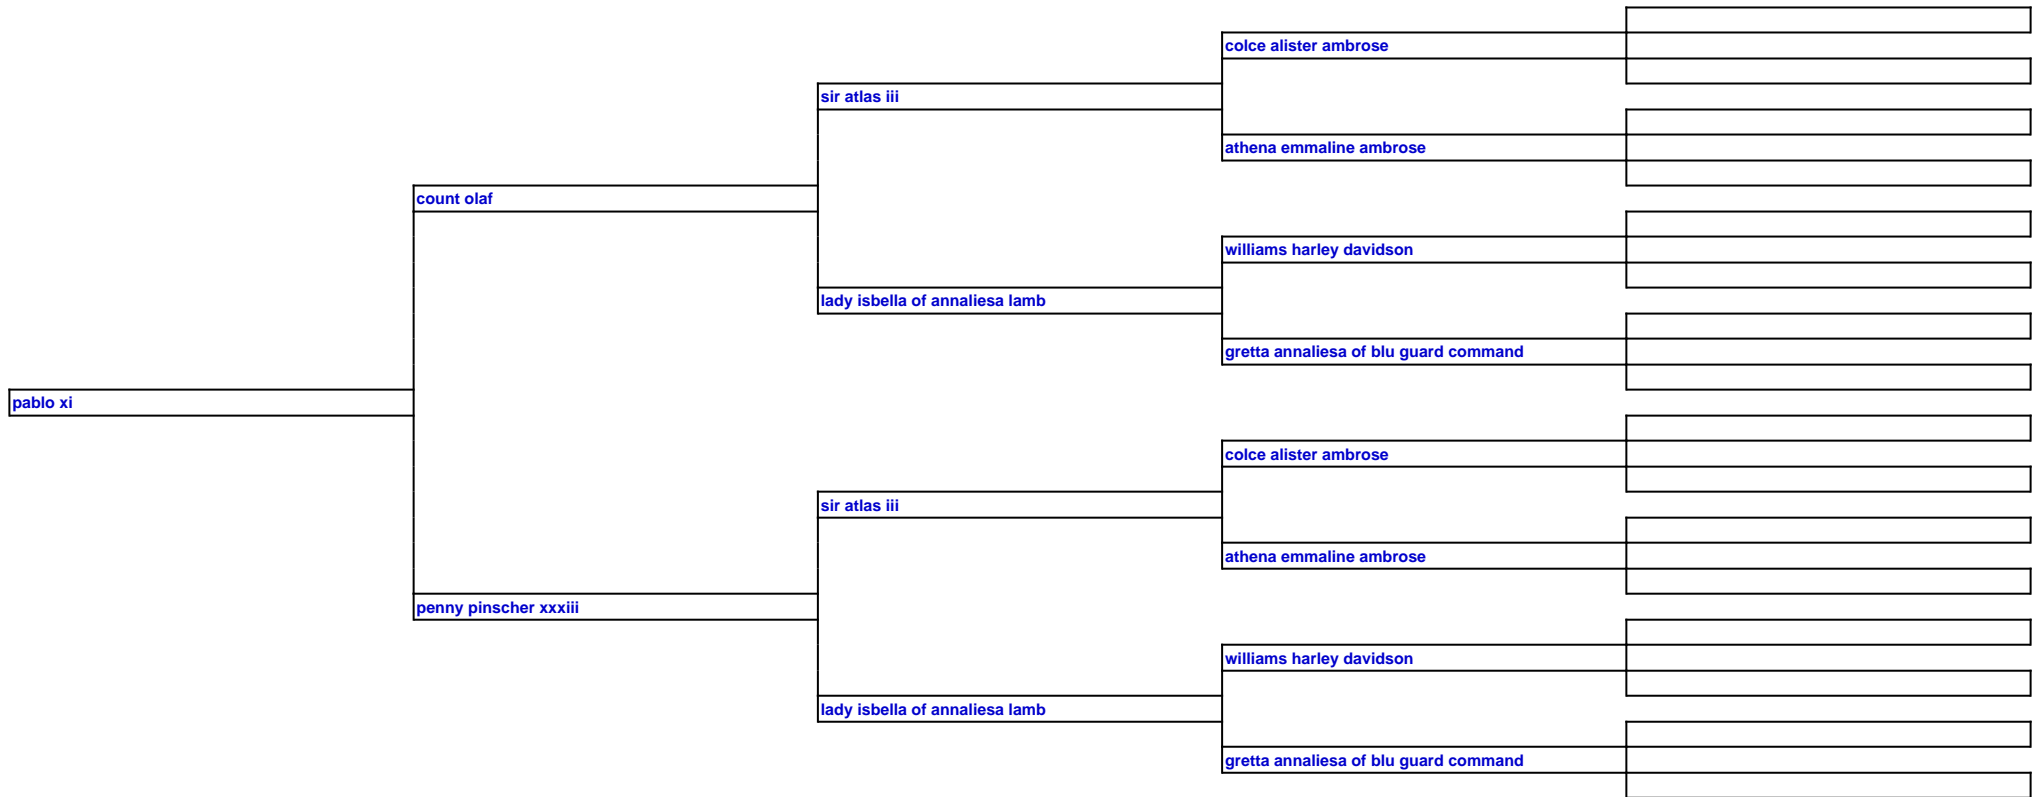 colce alister ambrose
sir atlas iii
athena emmaline ambrose
count olaf
williams harley davidson
lady isbella of annaliesa lamb
gretta annaliesa of blu guard command
pablo xi
colce alister ambrose
sir atlas iii
athena emmaline ambrose
penny pinscher xxxiii
williams harley davidson
lady isbella of annaliesa lamb
gretta annaliesa of blu guard command